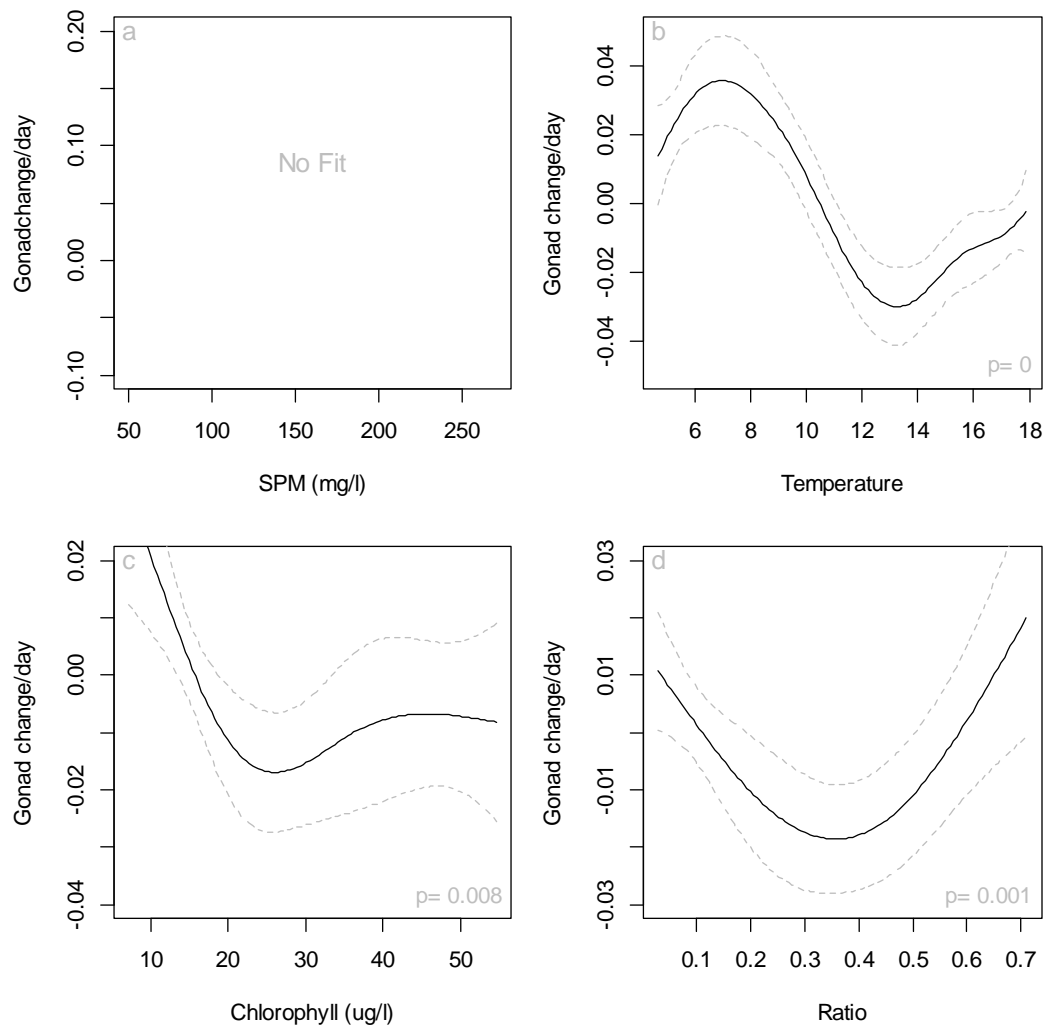 a
Gonadchange/day
0.20
0.10
0.00
-0.10
No Fit
50 100 150 200 250
SPM (mg/l)
b
Gonad change/day
0.04
0.02
0.00
-0.02
-0.04
p= 0
6 8 10 12 14 16 18
Temperature
c
Gonad change/day
0.02
0.00
-0.02
-0.04
p= 0.008
10 20 30 40 50
Chlorophyll (ug/l)
d
Gonad change/day
0.03
0.01
-0.01
-0.03
p= 0.001
0.1 0.2 0.3 0.4 0.5 0.6 0.7
Ratio